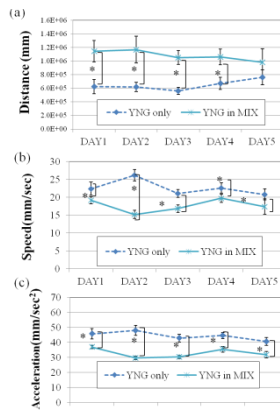 (a)
Distance (mm)
1.6E+06
1.4E+06
1.2E+06
1.0E+06
8.0E+05
6.0E+05
4.0E+05
2.0E+05
0.0E+00
YNG only YNG in MIX
* * * *
DAY1 DAY2 DAY3 DAY4 DAY5
(b)
Speed(mm/sec)
30
25
20
15
10
5
0
* * * * *
YNG only YNG in MIX
DAY1 DAY2 DAY3 DAY4 DAY5
(c)
Acceleration(mm/sec²)
70
60
50
40
30
20
10
0
* * * * *
YNG only YNG in MIX
DAY1 DAY2 DAY3 DAY4 DAY5